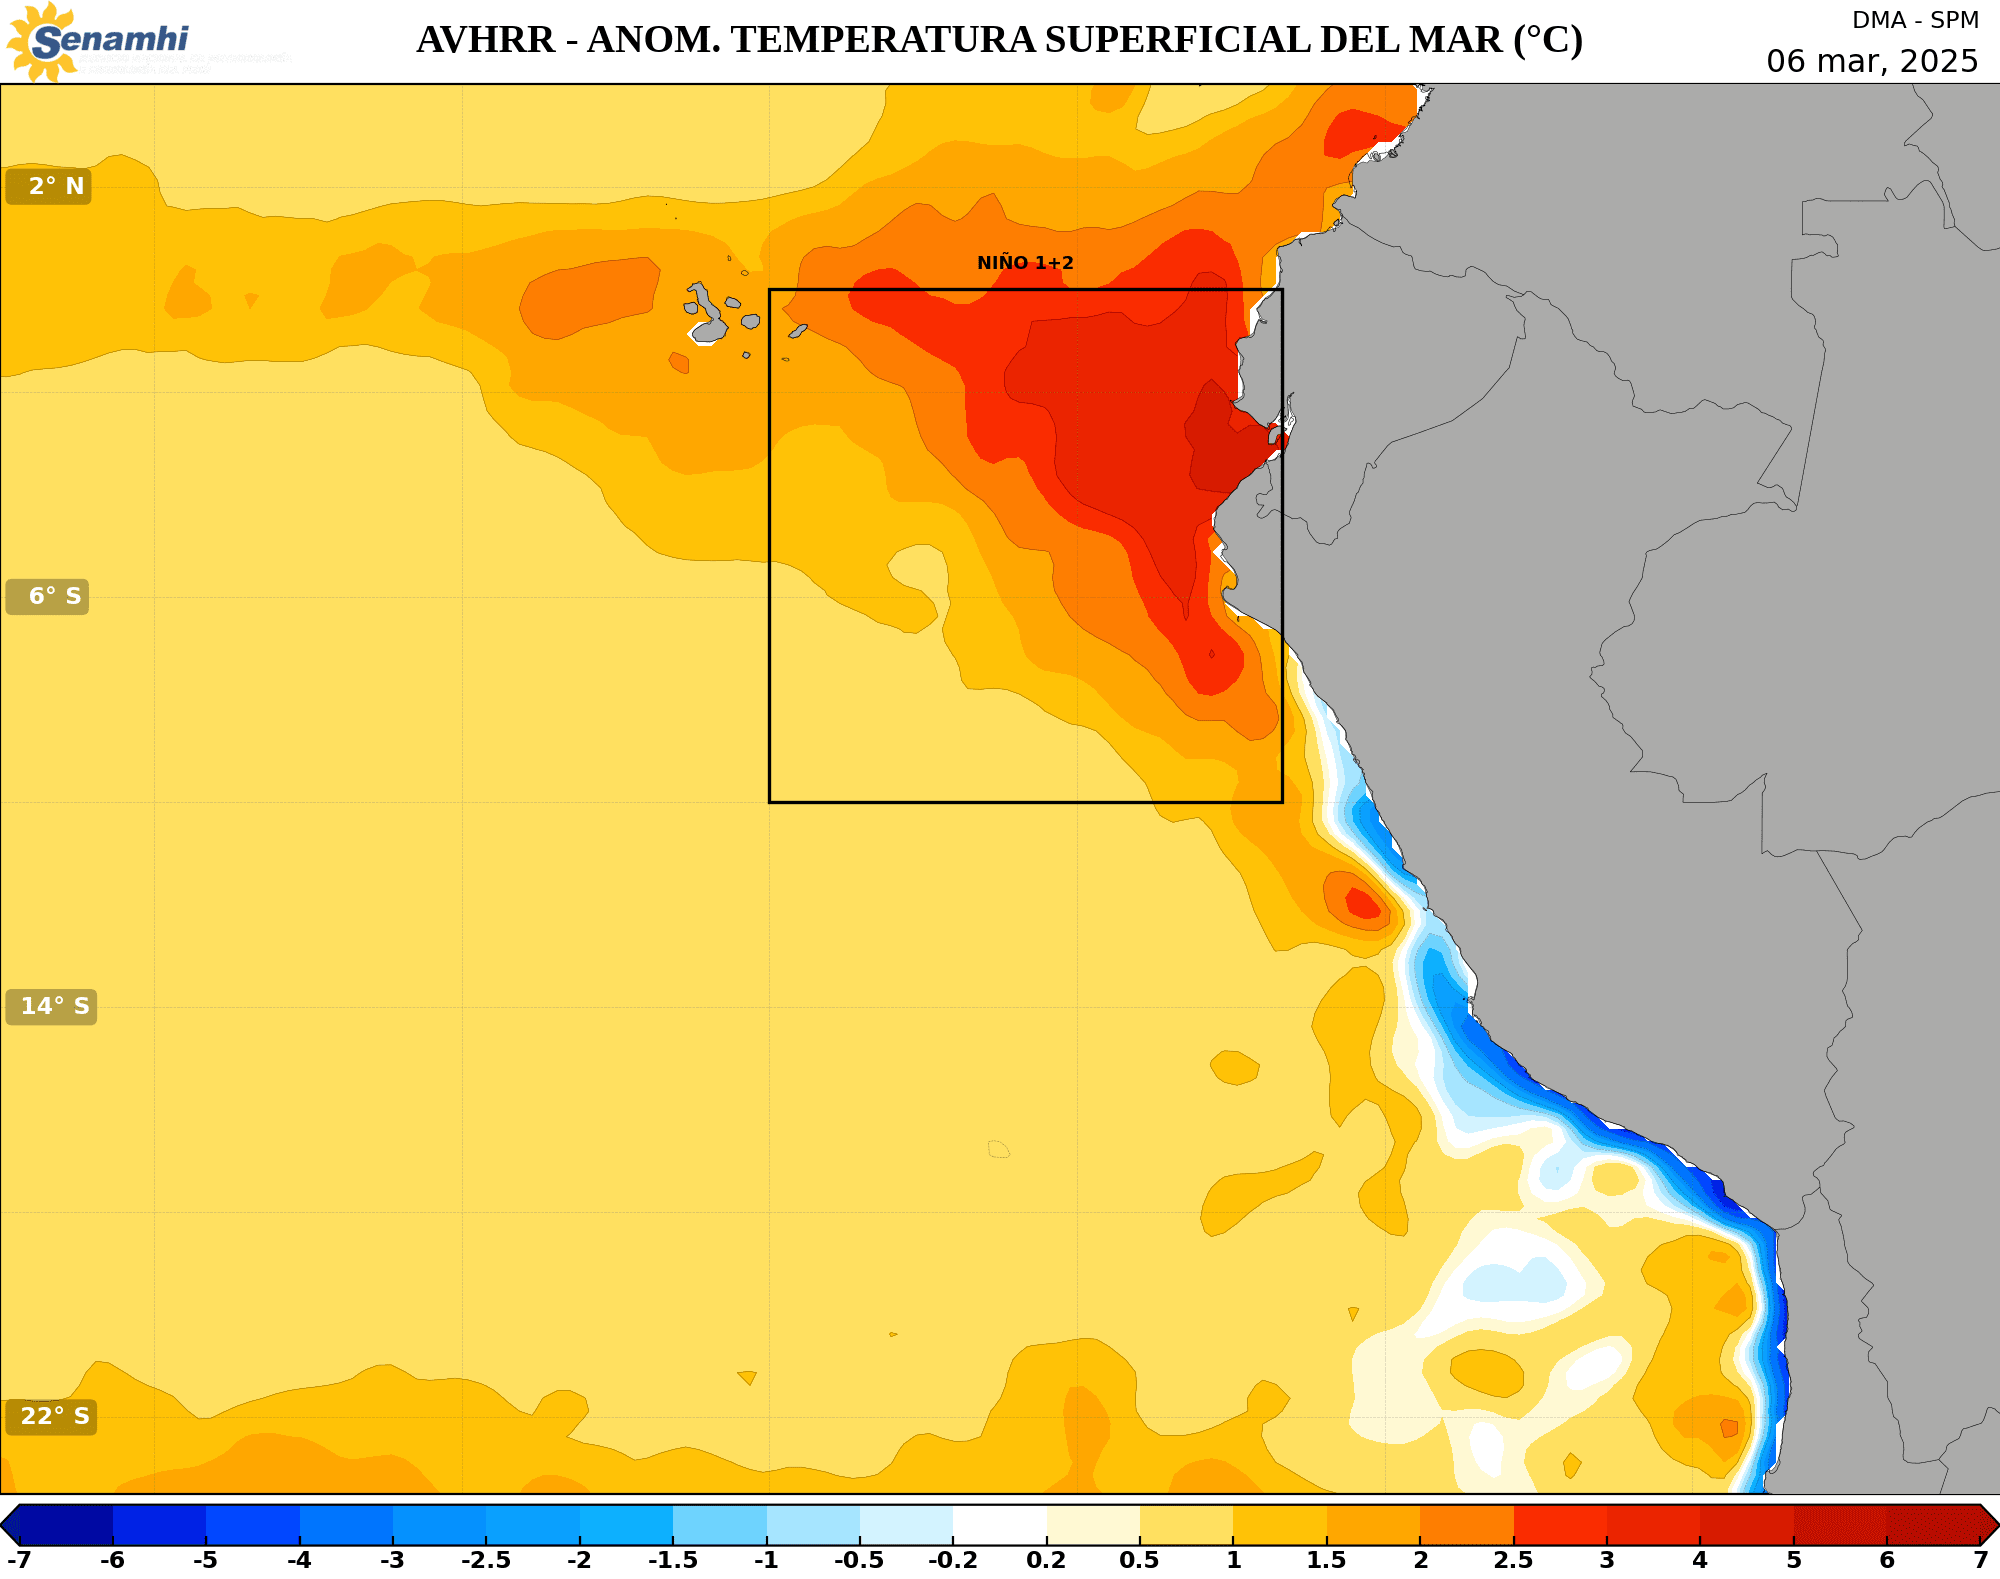 Senamhi
AVHRR - ANOM. TEMPERATURA SUPERFICIAL DEL MAR (°C)
DMA - SPM
06 mar, 2025
2° N
NIÑO 1+2
6° S
14° S
22° S
-7 -6 -5 -4 -3 -2.5 -2 -1.5 -1 -0.5 -0.2 0.2 0.5 1 1.5 2 2.5 3 4 5 6 7